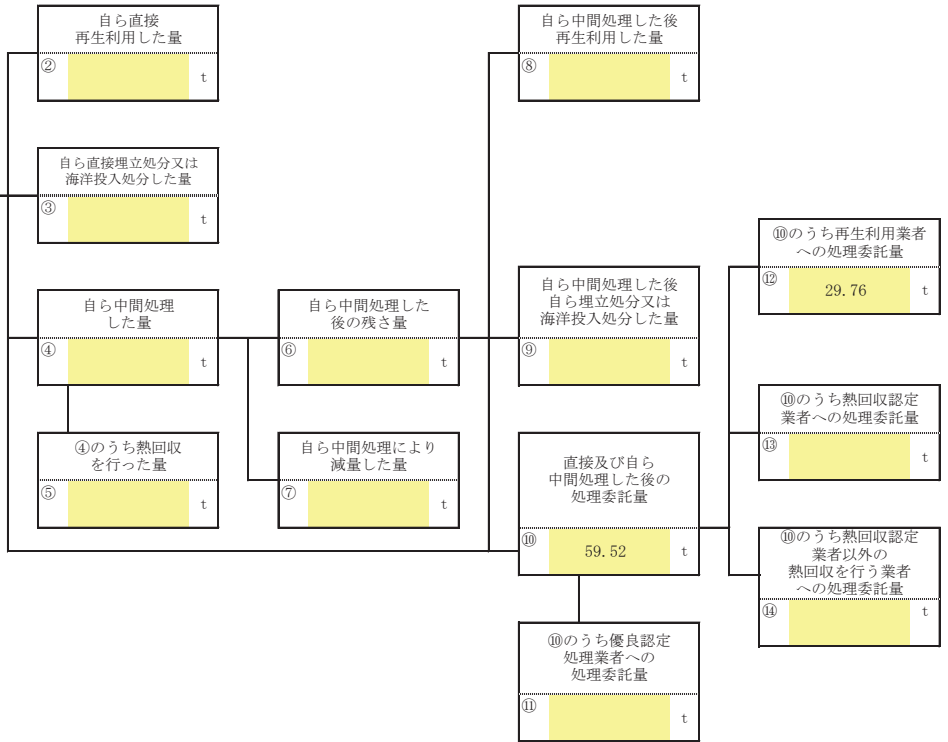 自ら直接
再生利用した量
②
t
自ら直接埋立処分又は
海洋投入処分した量
③
t
自ら中間処理
した量
④
t
④のうち熱回収
を行った量
⑤
t
自ら中間処理した
後の残さ量
⑥
t
自ら中間処理により
減量した量
⑦
t
自ら中間処理した後
再生利用した量
⑧
t
自ら中間処理した後
自ら埋立処分又は
海洋投入処分した量
⑨
t
直接及び自ら
中間処理した後の
処理委託量
⑩
59.52
t
⑩のうち優良認定
処理業者への
処理委託量
⑪
t
⑩のうち再生利用業者
への処理委託量
⑫
29.76
t
⑩のうち熱回収認定
業者への処理委託量
⑬
t
⑩のうち熱回収認定
業者以外の
熱回収を行う業者
への処理委託量
⑭
t